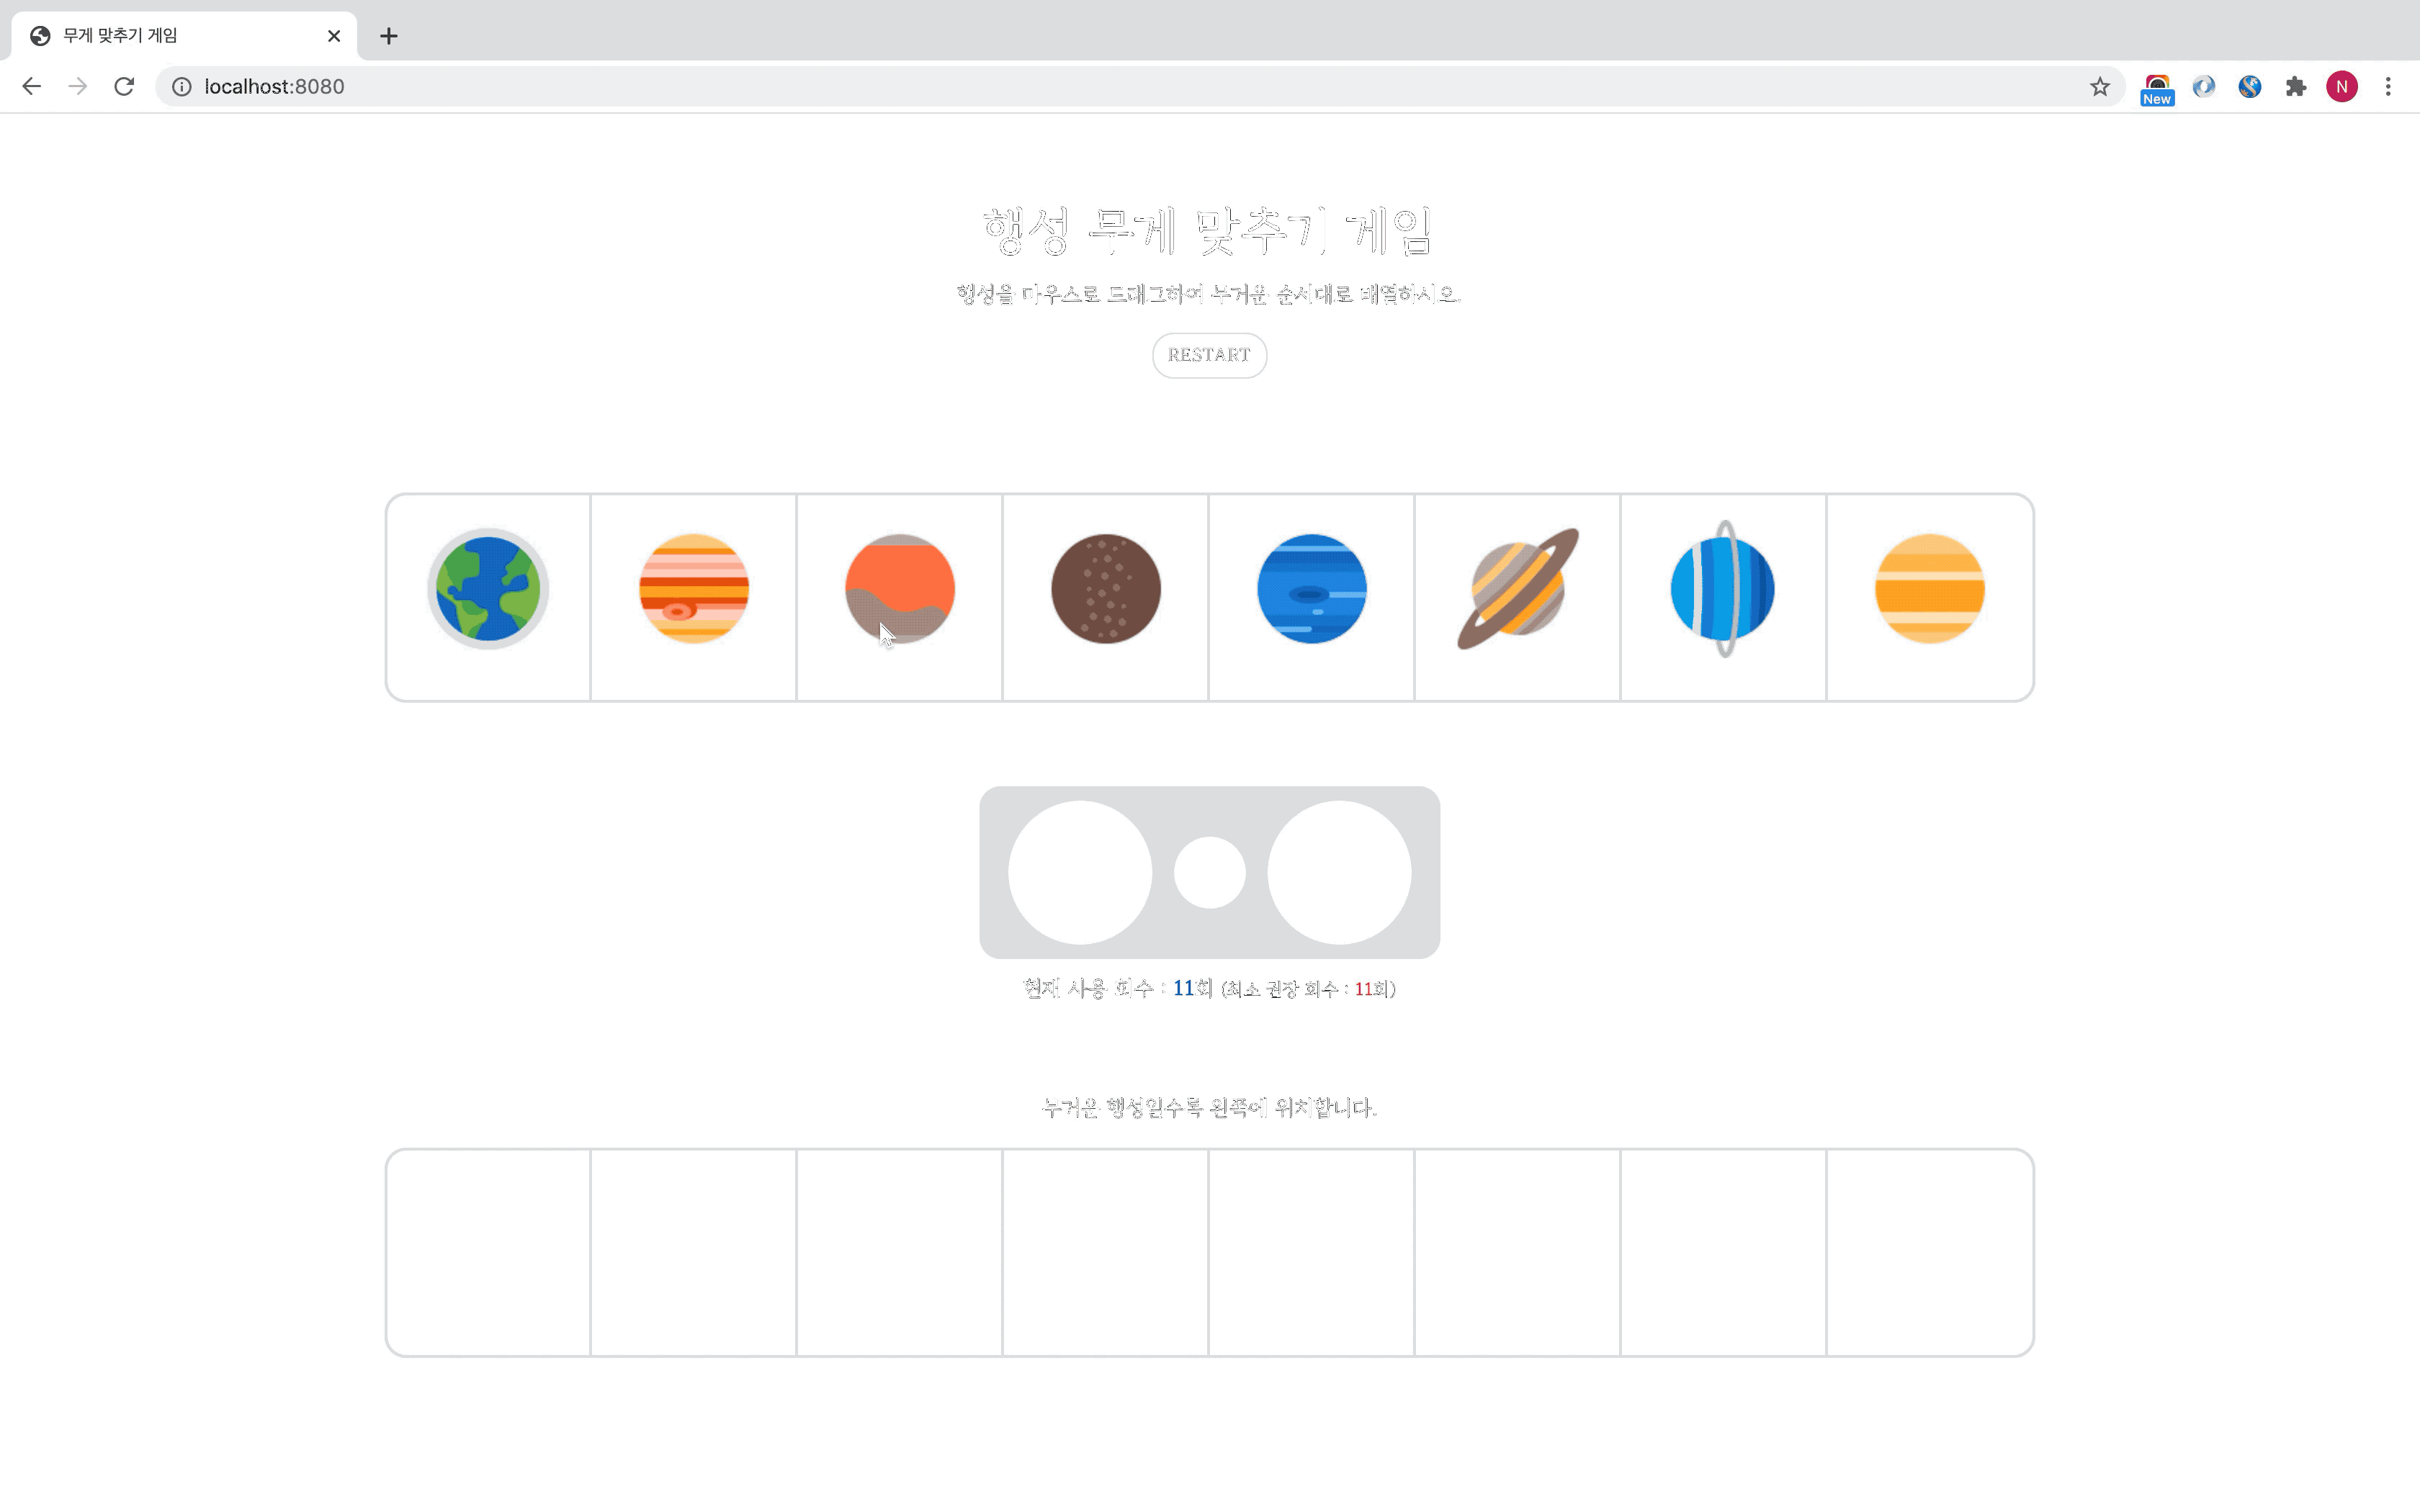 무게 맞추기 게임
localhost:8080
New
N
행성 무게 맞추기 게임
행성을 마우스로 드래그하여 무거운 순서대로 배열하시오.
RESTART
현재 사용 회수 : 11회 (최소 권장 회수 : 11회)
무거운 행성일수록 왼쪽에 위치합니다.